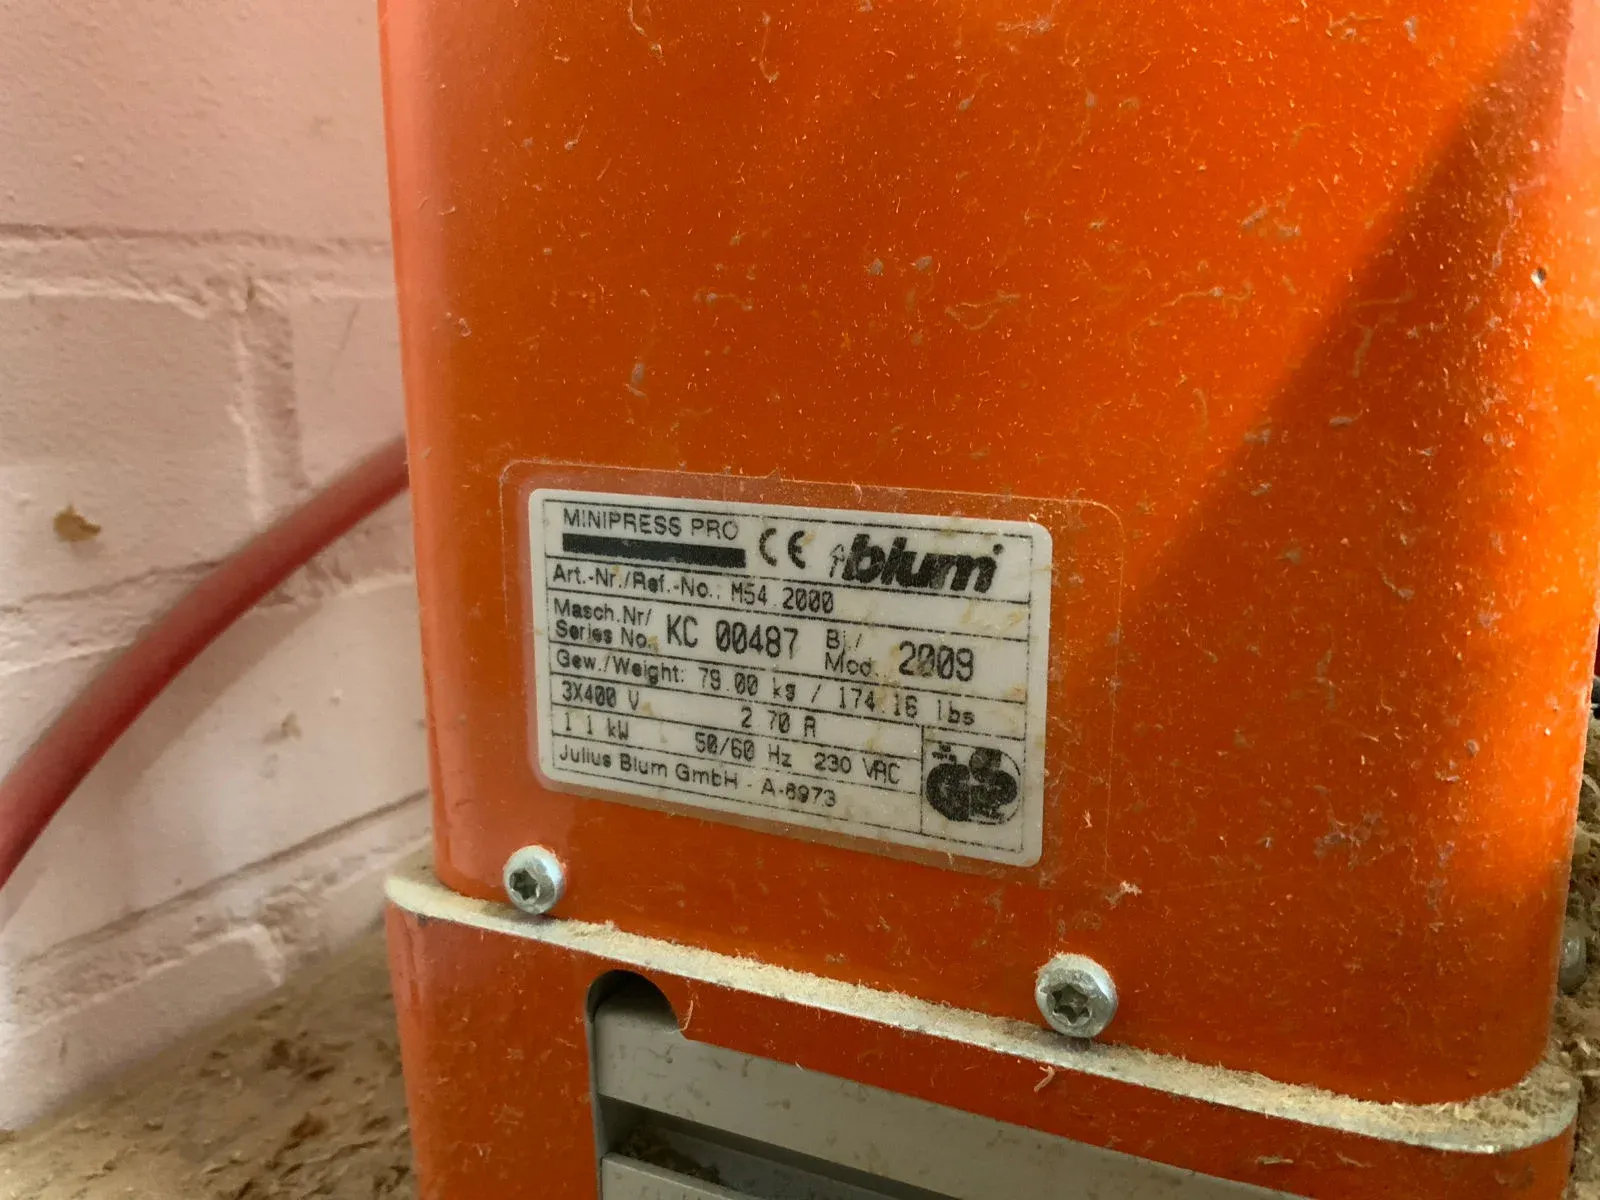 MINIPRESS PRO CE blum
Art.-Nr./Ref.-No.: M54.2000
Masch.Nr/ Series No. KC 00487 Bj./ Mod. 2009
Gew./Weight: 79.00 kg / 174.16 lbs
3X400 V 2.70 A
1.1 kW 50/60 Hz 230 VAC
Julius Blum GmbH - A-6973
GS